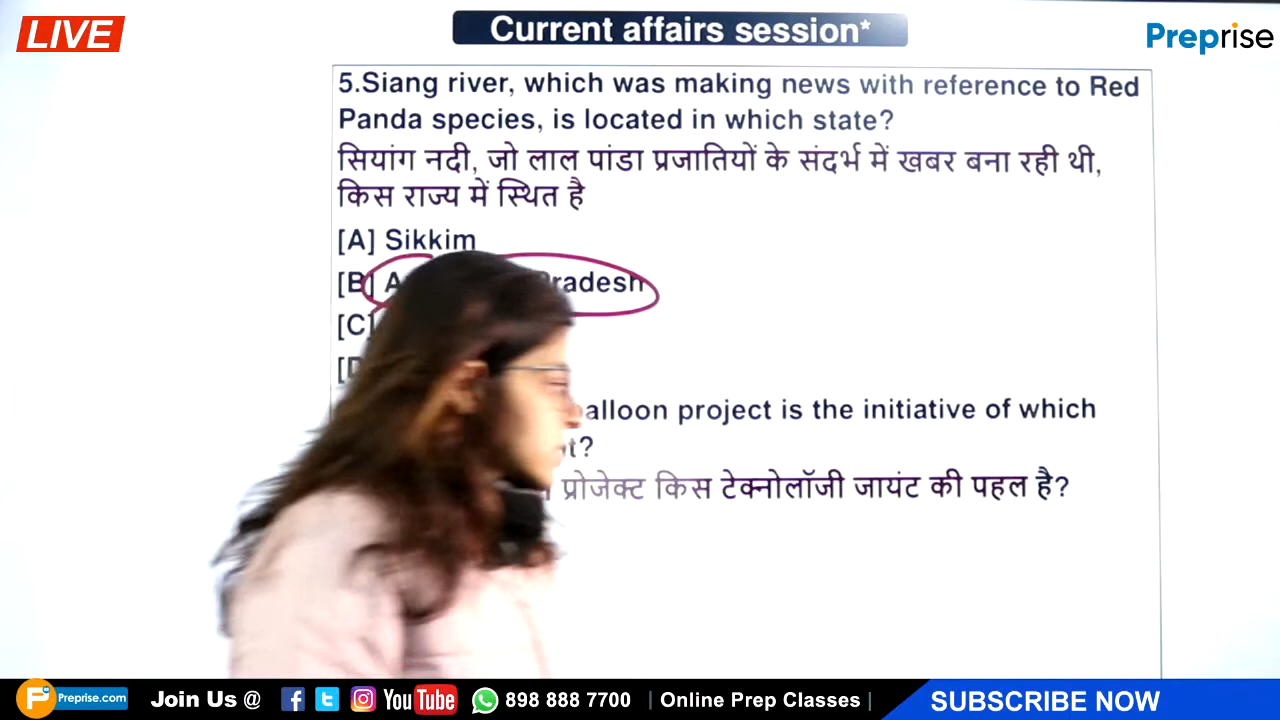 LIVE
Current affairs session*
Preprise
5.Siang river, which was making news with reference to Red
Panda species, is located in which state?
सियांग नदी, जो लाल पांडा प्रजातियों के संदर्भ में खबर बना रही थी,
किस राज्य में स्थित है
[A] Sikkim
[B]
[C]
alloon project is the initiative of which
t?
प्रोजेक्ट किस टेक्नोलॉजी जायंट की पहल है?
Preprise.com Join Us @ You Tube 898 888 7700 | Online Prep Classes | SUBSCRIBE NOW